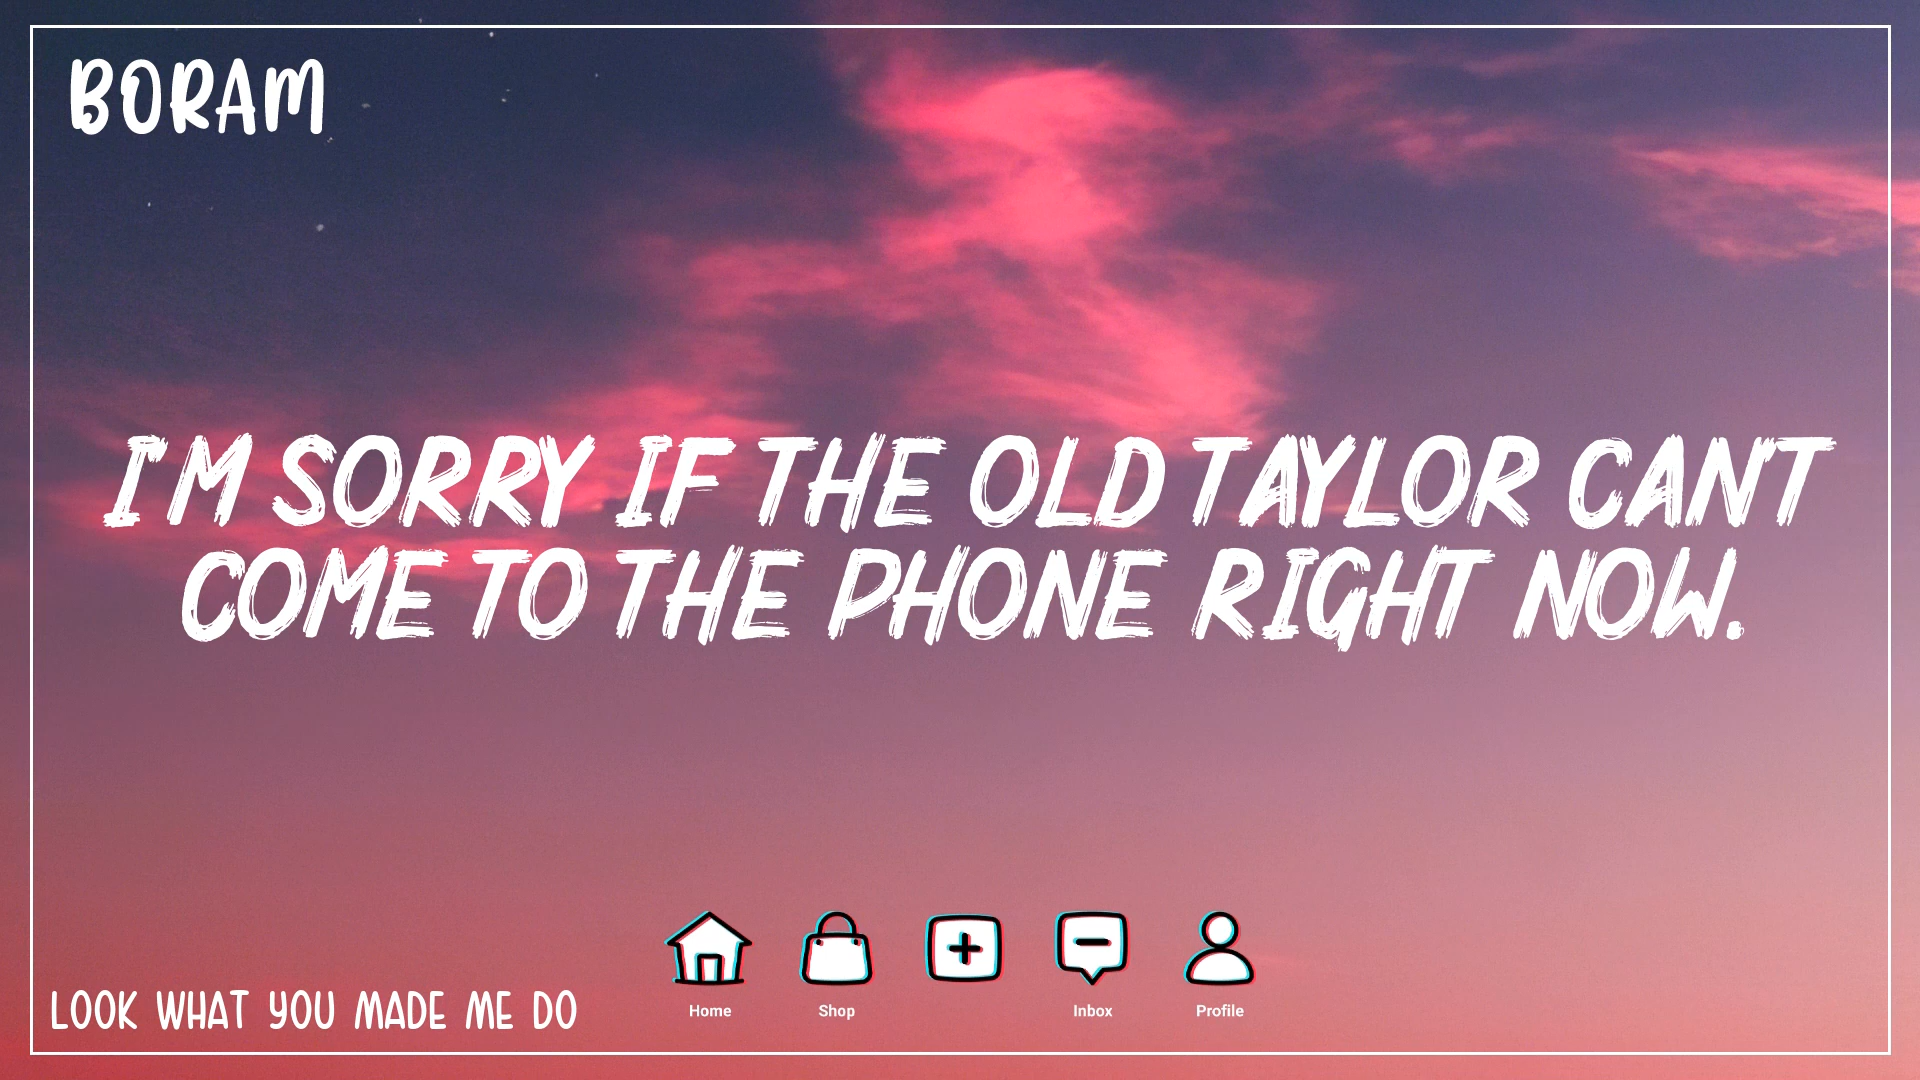 BORAM
I'M SORRY IF THE OLD TAYLOR CAN'T
COME TO THE PHONE RIGHT NOW.
Home Shop Inbox Profile
LOOK WHAT YOU MADE ME DO